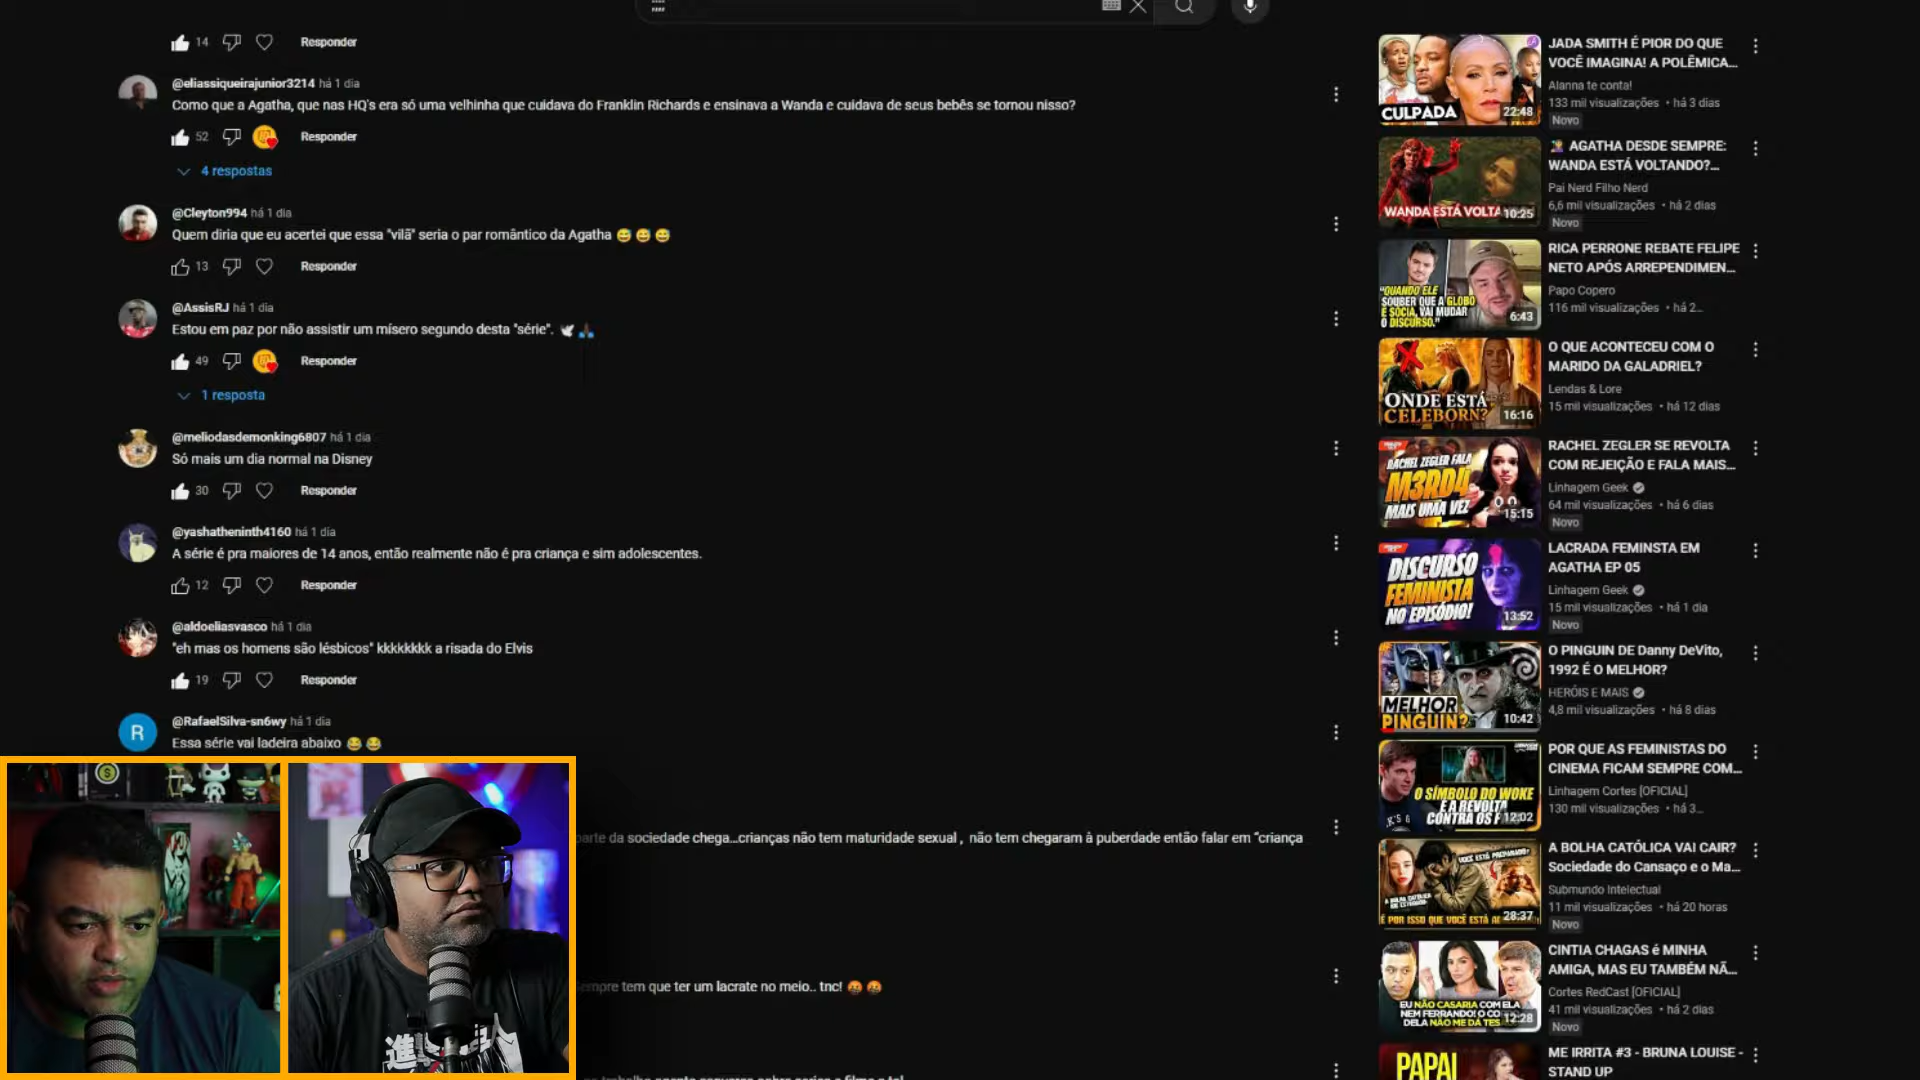 14 Responder
@eliassiqueirajunior3214 há 1 dia
Como que a Agatha, que nas HQ's era só uma velhinha que cuidava do Franklin Richards e ensinava a Wanda e cuidava de seus bebês se tornou nisso?
52 Responder
4 respostas
@Cleyton994 há 1 dia
Quem diria que eu acertei que essa "vilã" seria o par romântico da Agatha 😅 😅 😅
13 Responder
@AssisRJ há 1 dia
Estou em paz por não assistir um mísero segundo desta "série".
49 Responder
1 resposta
@meliodasdemonking6807 há 1 dia
Só mais um dia normal na Disney
30 Responder
@yashatheninth4160 há 1 dia
A série é pra maiores de 14 anos, então realmente não é pra criança e sim adolescentes.
12 Responder
@aldoeliasvasco há 1 dia
"eh mas os homens são lésbicos" kkkkkkkk a risada do Elvis
19 Responder
R
@RafaelSilva-sn6wy há 1 dia
Essa série vai ladeira abaixo 😂 😂
parte da sociedade chega...crianças não tem maturidade sexual , não tem chegaram à puberdade então falar em "criança
sempre tem que ter um lacrate no meio.. tnc! 🤬 🤬
CULPADA
22:48
JADA SMITH É PIOR DO QUE
VOCÊ IMAGINA! A POLÊMICA...
Alanna te conta!
133 mil visualizações • há 3 dias
Novo
WANDA ESTÁ VOLTA
10:25
AGATHA DESDE SEMPRE:
WANDA ESTÁ VOLTANDO?...
Pai Nerd Filho Nerd
6,6 mil visualizações • há 2 dias
Novo
"QUANDO ELE
SOUBER QUE A GLOBO
É SÓCIA, VAI MUDAR
O DISCURSO."
6:43
RICA PERRONE REBATE FELIPE
NETO APÓS ARREPENDIMEN...
Papo Copero
116 mil visualizações • há 2...
ONDE ESTÁ
CELEBORN?
16:16
O QUE ACONTECEU COM O
MARIDO DA GALADRIEL?
Lendas & Lore
15 mil visualizações • há 12 dias
RACHEL ZEGLER FALA
M3RD4
MAIS UMA VEZ
15:15
RACHEL ZEGLER SE REVOLTA
COM REJEIÇÃO E FALA MAIS...
Linhagem Geek
64 mil visualizações • há 6 dias
Novo
DISCURSO
FEMINISTA
NO EPISÓDIO!
13:52
LACRADA FEMINSTA EM
AGATHA EP 05
Linhagem Geek
15 mil visualizações • há 1 dia
Novo
MELHOR
PINGUIN?
10:42
O PINGUIN DE Danny DeVito,
1992 É O MELHOR?
HERÓIS E MAIS
4,8 mil visualizações • há 8 dias
O SÍMBOLO DO WOKE
É A REVOLTA
CONTRA OS
12:02
POR QUE AS FEMINISTAS DO
CINEMA FICAM SEMPRE COM...
Linhagem Cortes [OFICIAL]
130 mil visualizações • há 3...
VOCÊ ESTÁ PREPARADO?
É POR ISSO QUE VOCÊ ESTÁ
28:37
A BOLHA CATÓLICA VAI CAIR?
Sociedade do Cansaço e o Ma...
Submundo Intelectual
11 mil visualizações • há 20 horas
Novo
EU NÃO CASARIA COM ELA
NEM FERRANDO! O CO
DELA NÃO ME DÁ TES
12:28
CINTIA CHAGAS é MINHA
AMIGA, MAS EU TAMBÉM NÃ...
Cortes RedCast [OFICIAL]
41 mil visualizações • há 2 dias
Novo
PAPAI
ME IRRITA #3 - BRUNA LOUISE -
STAND UP